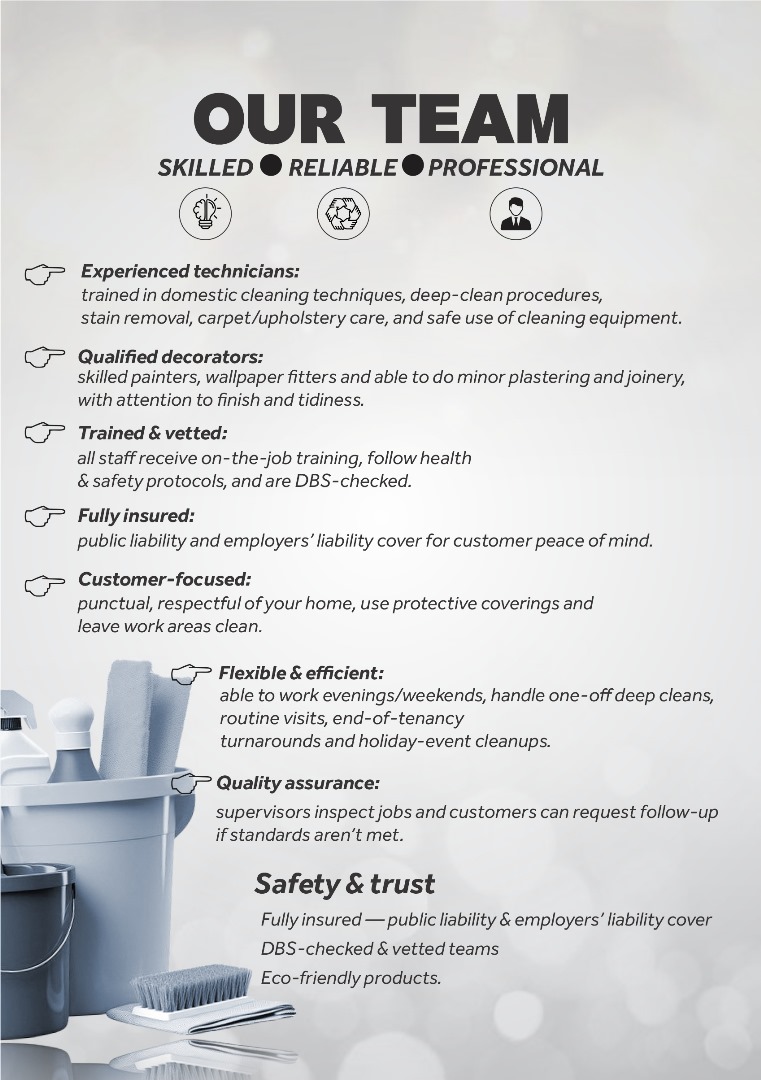 OUR TEAM
SKILLED ● RELIABLE ● PROFESSIONAL
Experienced technicians:
trained in domestic cleaning techniques, deep-clean procedures,
stain removal, carpet/upholstery care, and safe use of cleaning equipment.
Qualified decorators:
skilled painters, wallpaper fitters and able to do minor plastering and joinery,
with attention to finish and tidiness.
Trained & vetted:
all staff receive on-the-job training, follow health
& safety protocols, and are DBS-checked.
Fully insured:
public liability and employers’ liability cover for customer peace of mind.
Customer-focused:
punctual, respectful of your home, use protective coverings and
leave work areas clean.
Flexible & efficient:
able to work evenings/weekends, handle one-off deep cleans,
routine visits, end-of-tenancy
turnarounds and holiday-event cleanups.
Quality assurance:
supervisors inspect jobs and customers can request follow-up
if standards aren’t met.
Safety & trust
Fully insured — public liability & employers’ liability cover
DBS-checked & vetted teams
Eco-friendly products.